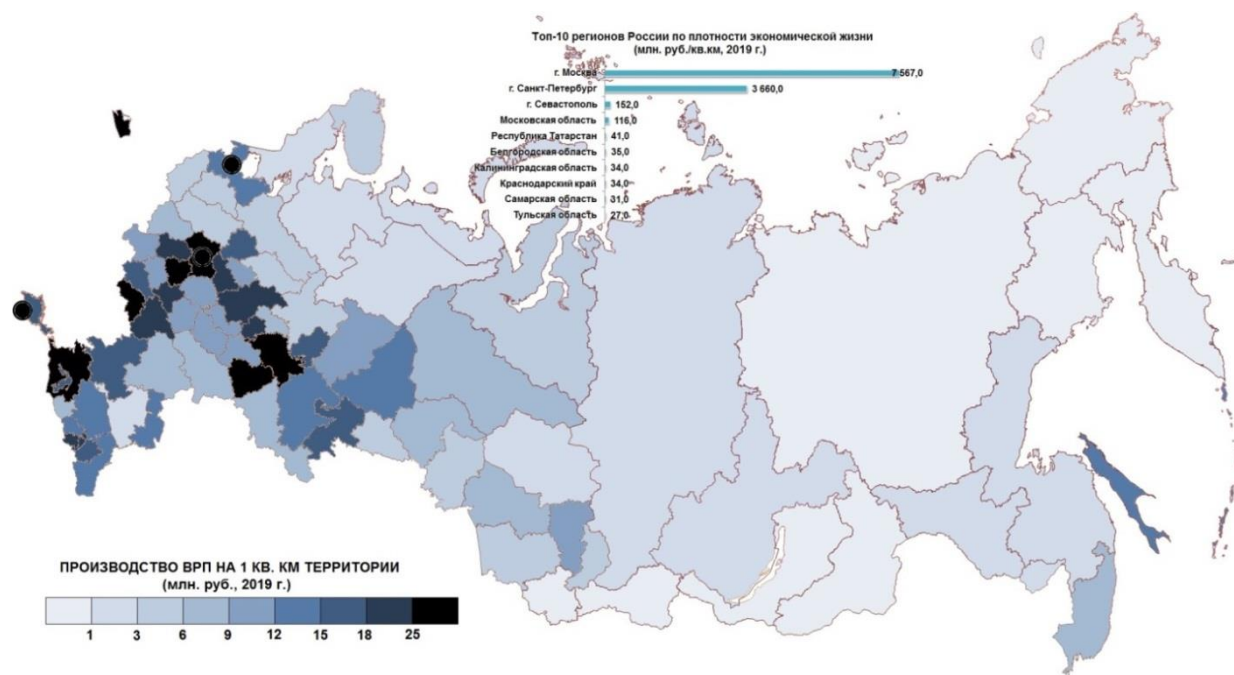 Топ-10 регионов России по плотности экономической жизни
(млн. руб./кв.км, 2019 г.)
г. Москва 7 567,0
г. Санкт-Петербург 3 660,0
г. Севастополь 152,0
Московская область 116,0
Республика Татарстан 41,0
Белгородская область 35,0
Калининградская область 34,0
Краснодарский край 34,0
Самарская область 31,0
Тульская область 27,0
ПРОИЗВОДСТВО ВРП НА 1 КВ. КМ ТЕРРИТОРИИ
(млн. руб., 2019 г.)
1 3 6 9 12 15 18 25